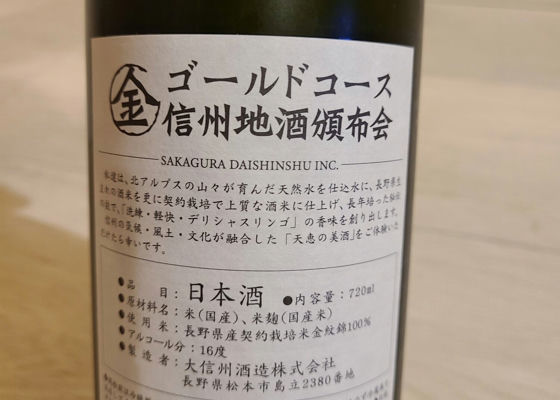 金 ゴールドコース
信州地酒頒布会
SAKAGURA DAISHINSHU INC.
私達は、北アルプスの山々が育んだ天然水を仕込水に、長野県生
まれの酒米を更に契約栽培で上質な酒米に仕上げ、長年培った
の技で、「洗練・軽快・デリシャスリンゴ」の香味を創り出します。
信州の気候・風土・文化が融合した「天恵の美酒」をご体験いた
だけたら幸いです。
●品 目：日本酒 ●内容量：720ml
●原材料名：米(国産)、米麹(国産米)
●使用米：長野県産契約栽培米金紋錦100%
●アルコール分：16度
●製造者：大信州酒造株式会社
長野県松本市島立2380番地